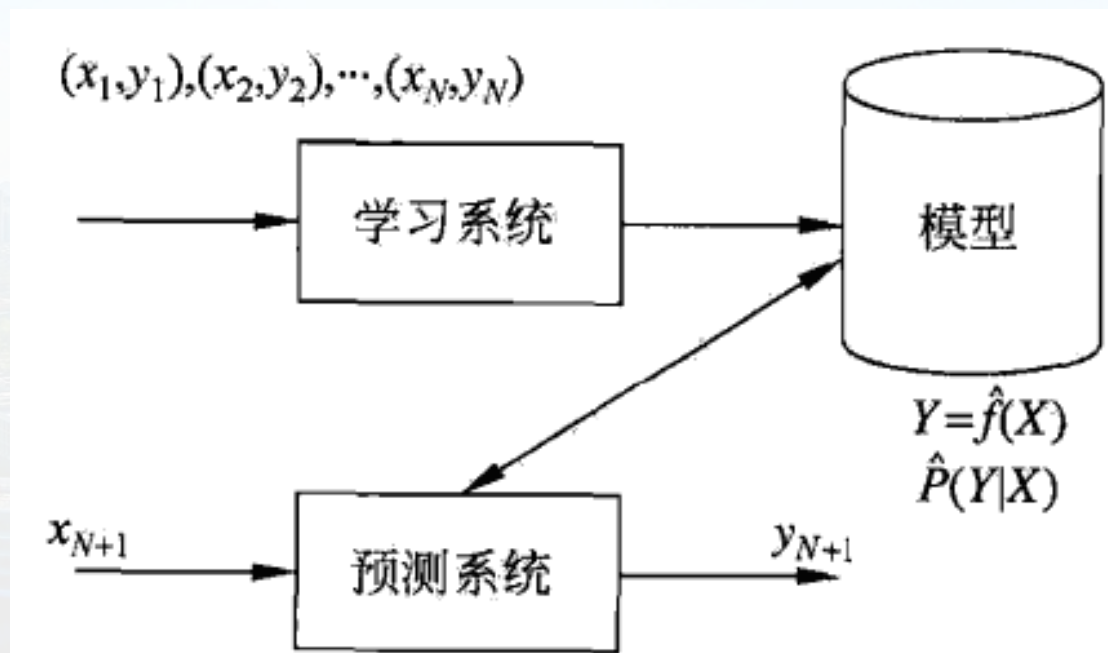 (x₁,y₁),(x₂,y₂),···,(x_N,y_N)
学习系统
模型
Y=f̂(X)
P̂(Y|X)
x_{N+1}
预测系统
y_{N+1}